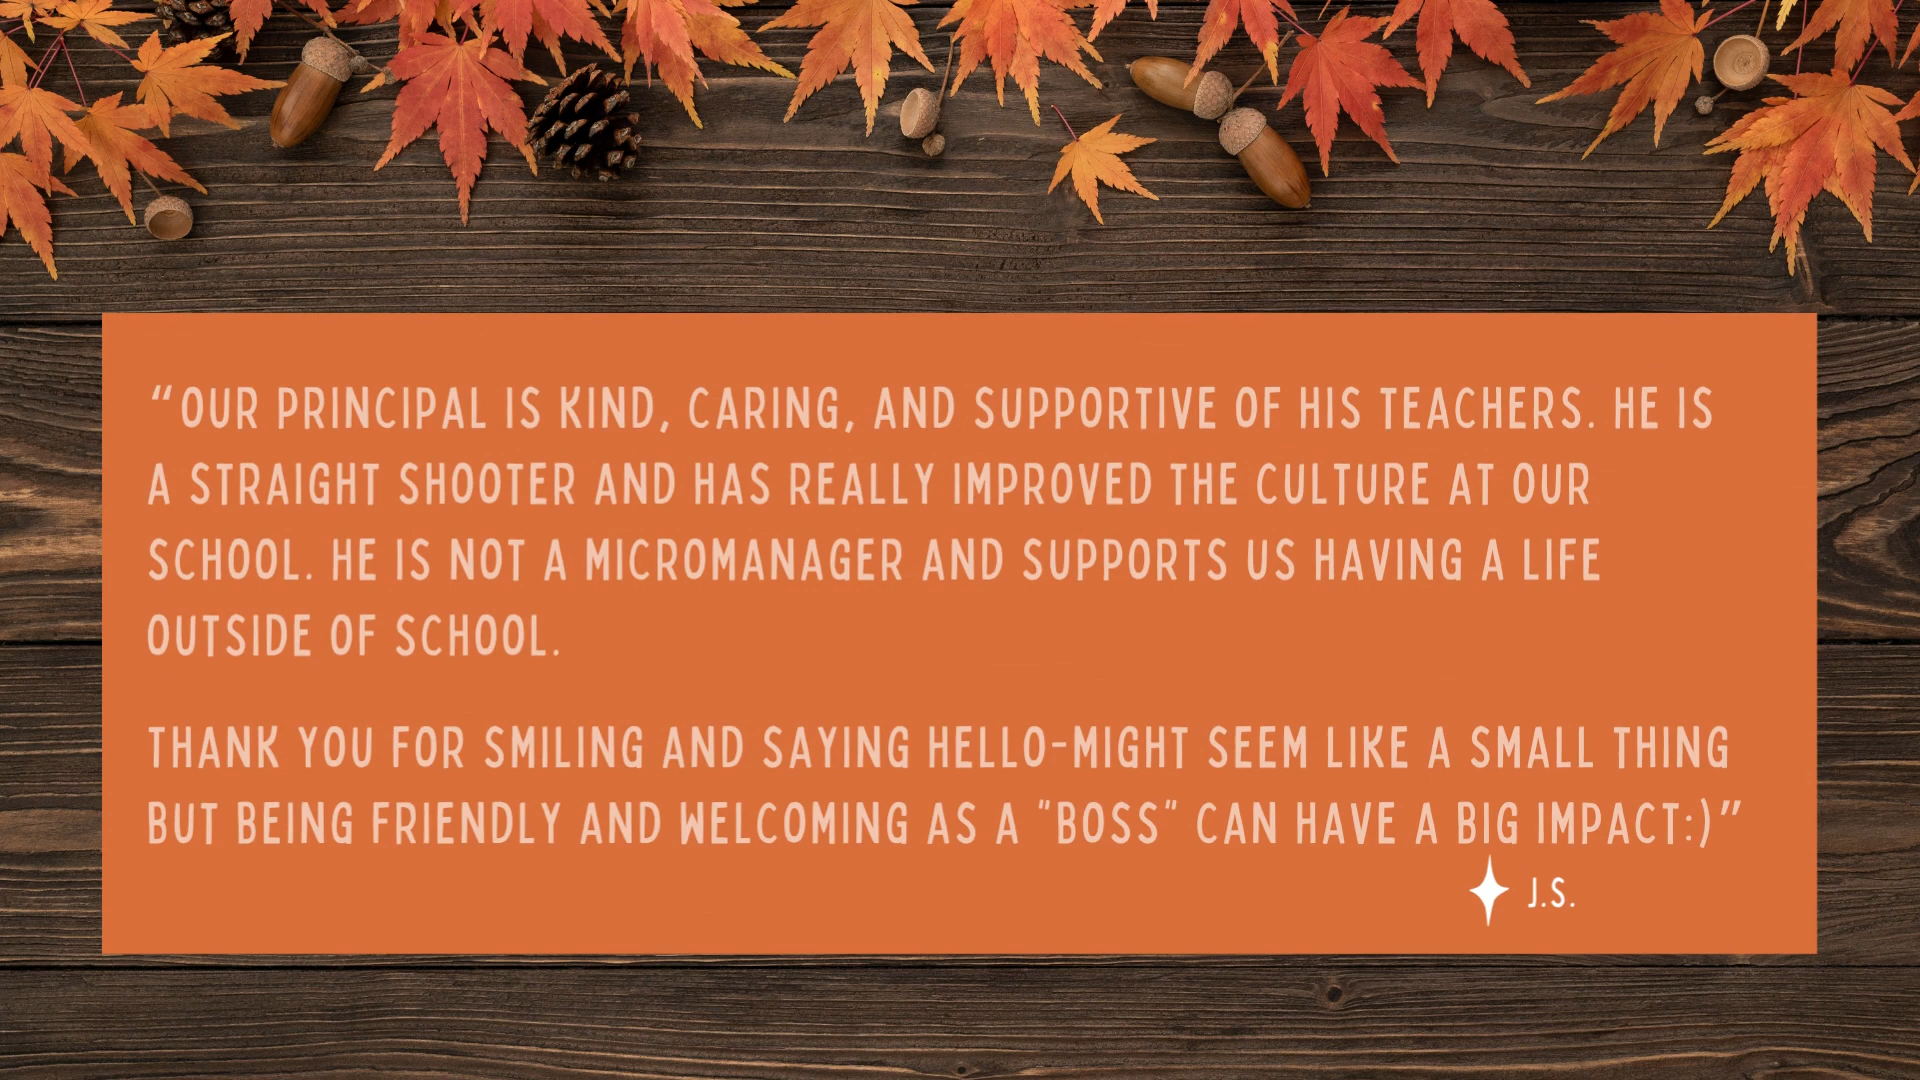 “OUR PRINCIPAL IS KIND, CARING, AND SUPPORTIVE OF HIS TEACHERS. HE IS
A STRAIGHT SHOOTER AND HAS REALLY IMPROVED THE CULTURE AT OUR
SCHOOL. HE IS NOT A MICROMANAGER AND SUPPORTS US HAVING A LIFE
OUTSIDE OF SCHOOL.
THANK YOU FOR SMILING AND SAYING HELLO-MIGHT SEEM LIKE A SMALL THING
BUT BEING FRIENDLY AND WELCOMING AS A "BOSS" CAN HAVE A BIG IMPACT:)”
J.S.